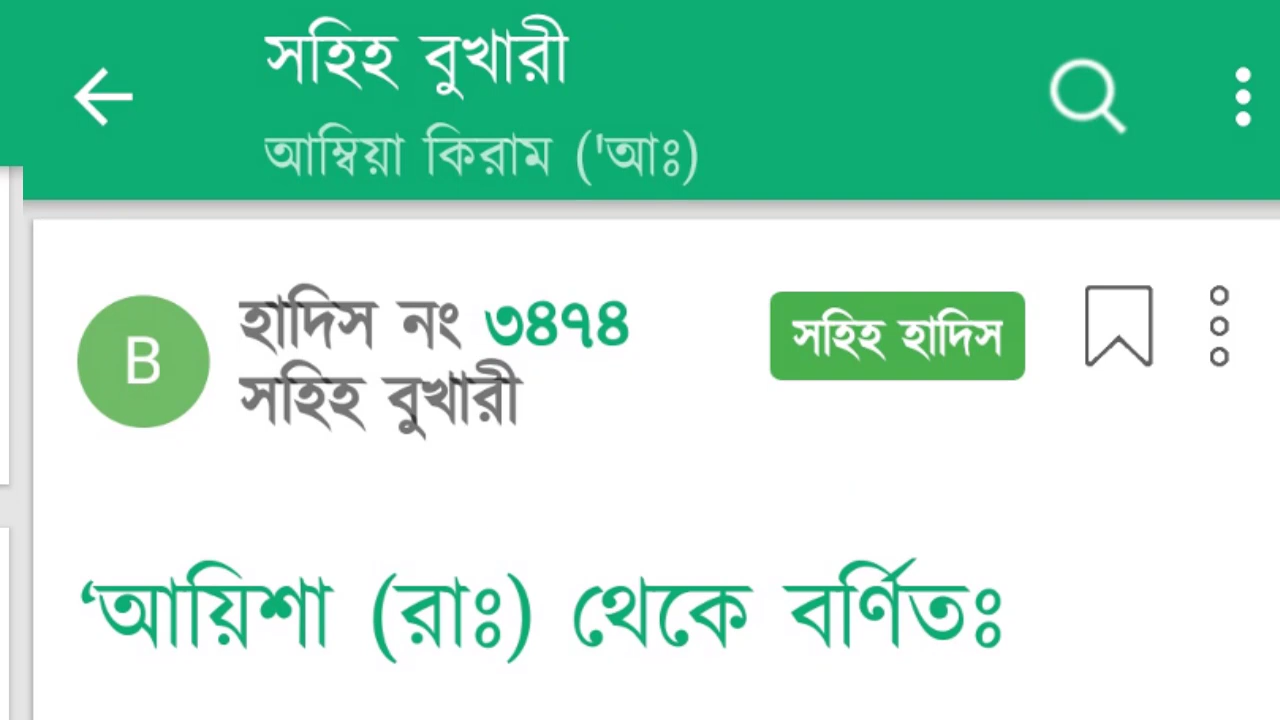 সহিহ বুখারী
আম্বিয়া কিরাম ('আঃ)
B
হাদিস নং ৩৪৭৪
সহিহ হাদিস
সহিহ বুখারী
‘আয়িশা (রাঃ) থেকে বর্ণিতঃ